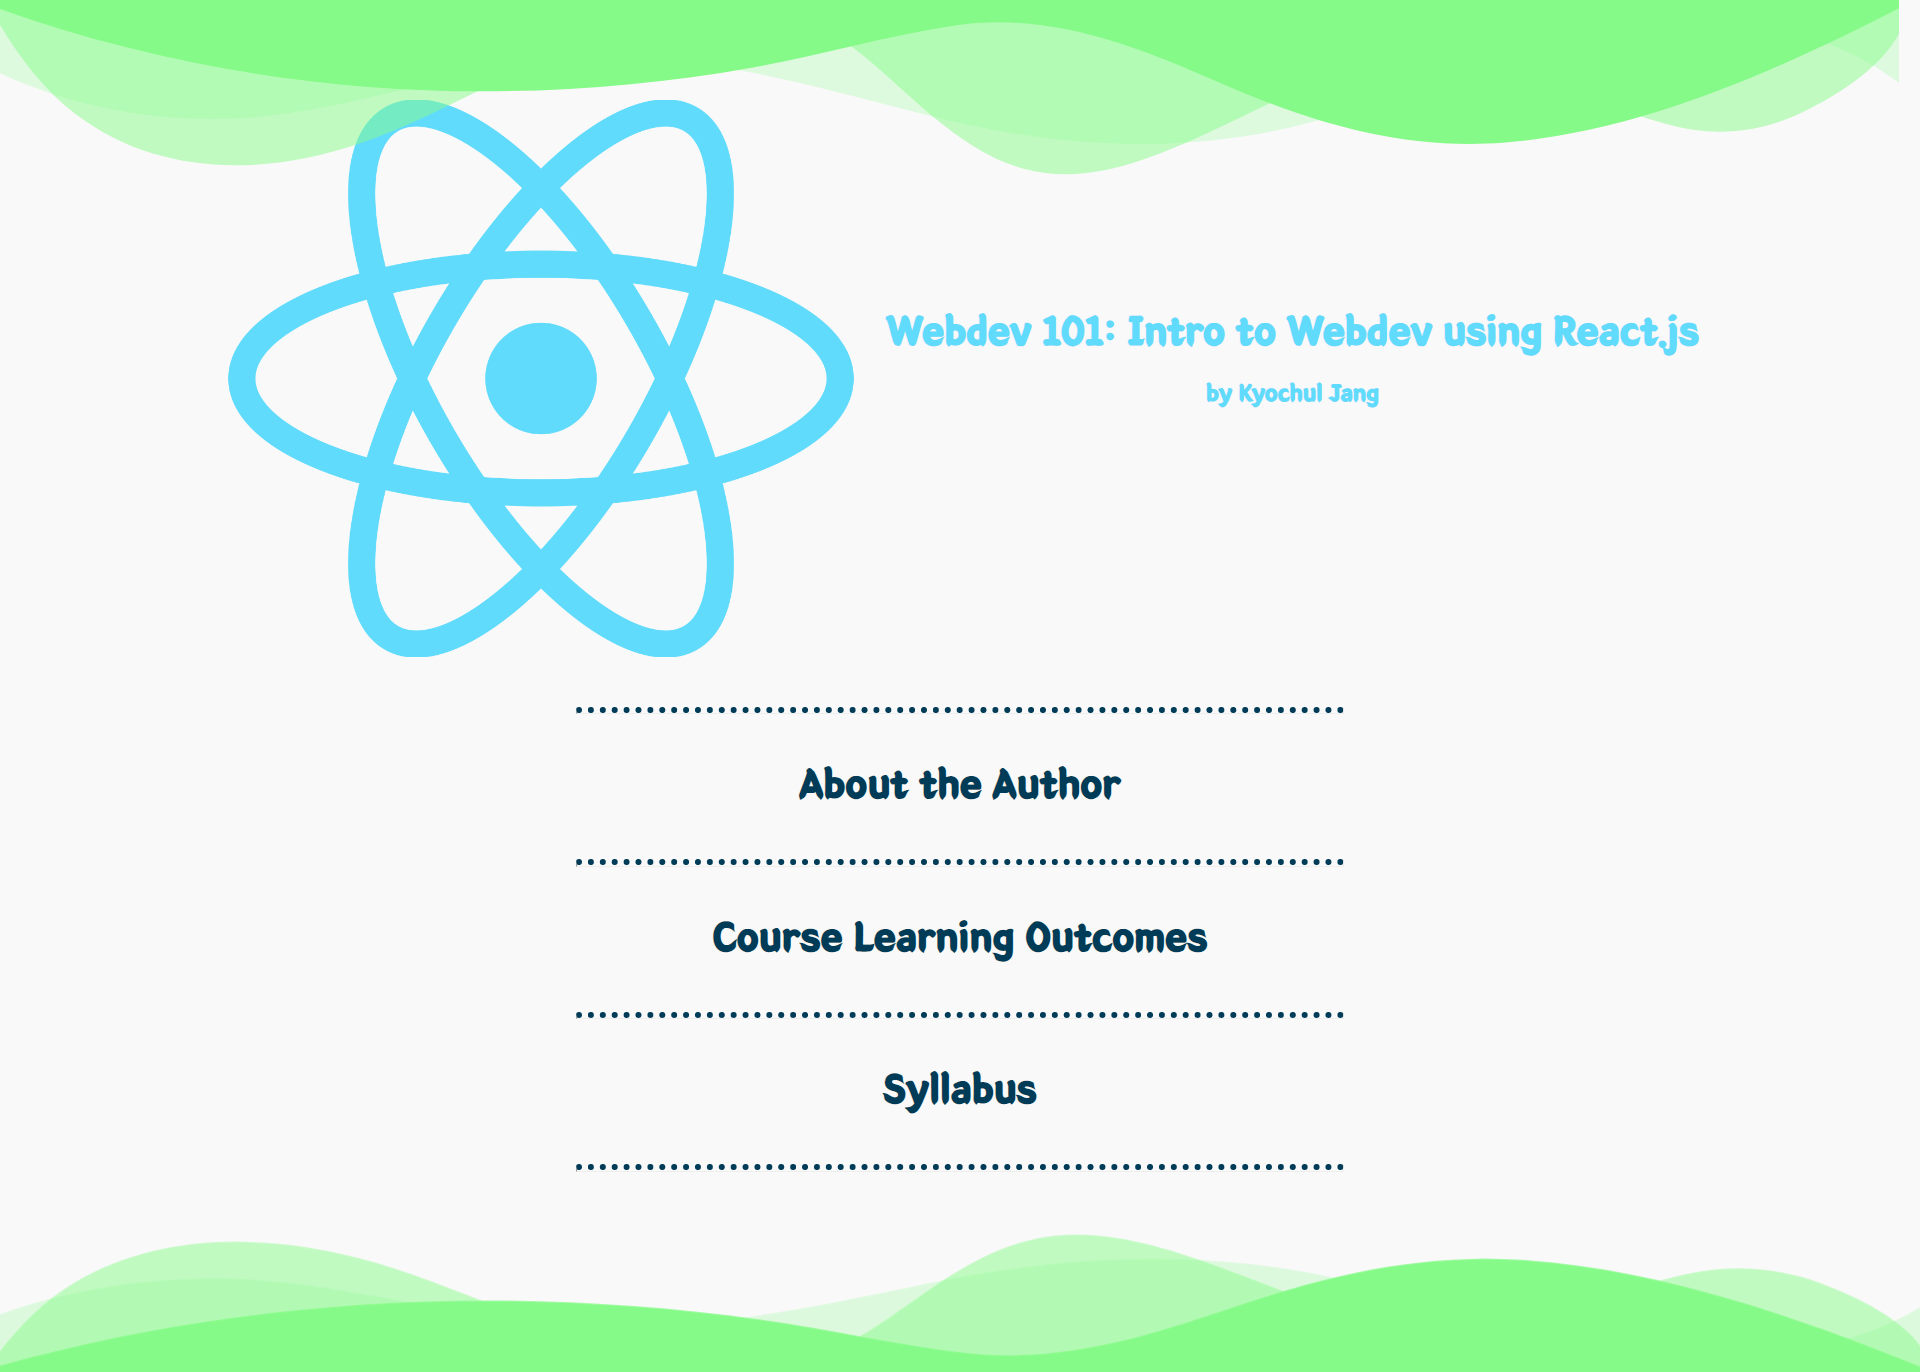 Webdev 101: Intro to Webdev using React.js
by Kyochul Jang
About the Author
Course Learning Outcomes
Syllabus